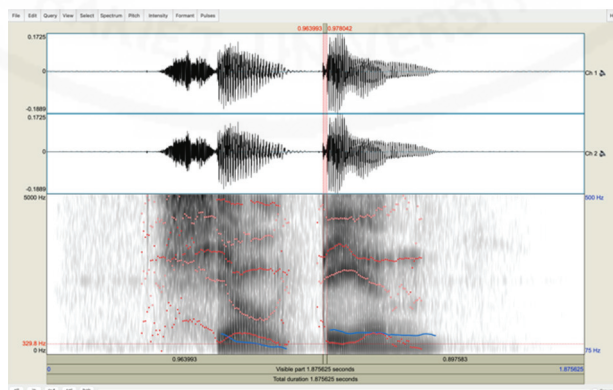 File Edit Query View Select Spectrum Pitch Intensity Formant Pulses
0.963993 0.979042
0.1725
0
-0.1889
0.1725
0
-0.1889
Ch 1
Ch 2
5000 Hz
500 Hz
329.8 Hz
0 Hz
75 Hz
0.963993
0.897583
0
Visible part 1.875625 seconds
1.875625
Total duration 1.875625 seconds